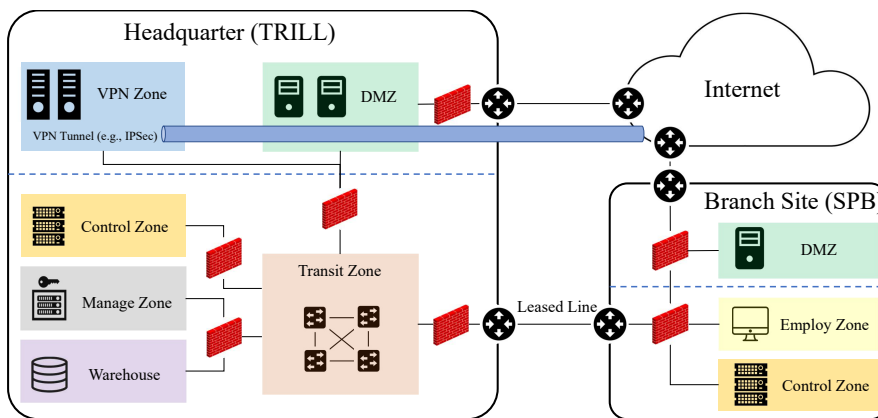 Headquarter (TRILL)
VPN Zone
VPN Tunnel (e.g., IPSec)
DMZ
Internet
Control Zone
Manage Zone
Warehouse
Transit Zone
Leased Line
Branch Site (SPB)
DMZ
Employ Zone
Control Zone